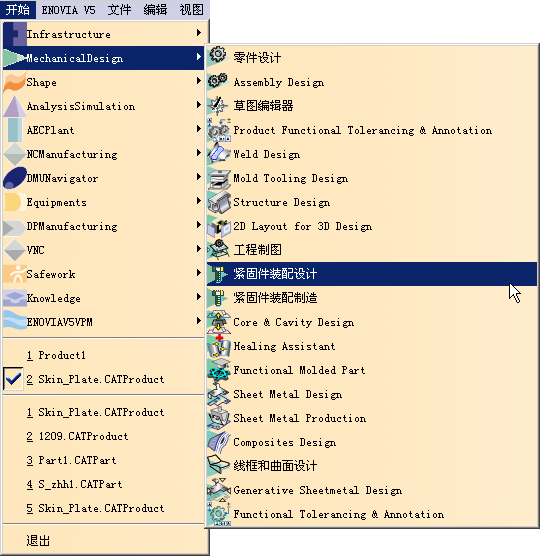 开始 ENOVIA V5 文件 编辑 视图
Infrastructure
MechanicalDesign
Shape
AnalysisSimulation
AECPlant
NCManufacturing
DMUNavigator
Equipments
DPManufacturing
VNC
Safework
Knowledge
ENOVIAV5VPM
1 Product1
2 Skin_Plate.CATProduct
1 Skin_Plate.CATProduct
2 1209.CATProduct
3 Part1.CATPart
4 S_zhh1.CATPart
5 Skin_Plate.CATProduct
退出
零件设计
Assembly Design
草图编辑器
Product Functional Tolerancing & Annotation
Weld Design
Mold Tooling Design
Structure Design
2D Layout for 3D Design
工程制图
紧固件装配设计
紧固件装配制造
Core & Cavity Design
Healing Assistant
Functional Molded Part
Sheet Metal Design
Sheet Metal Production
Composites Design
线框和曲面设计
Generative Sheetmetal Design
Functional Tolerancing & Annotation